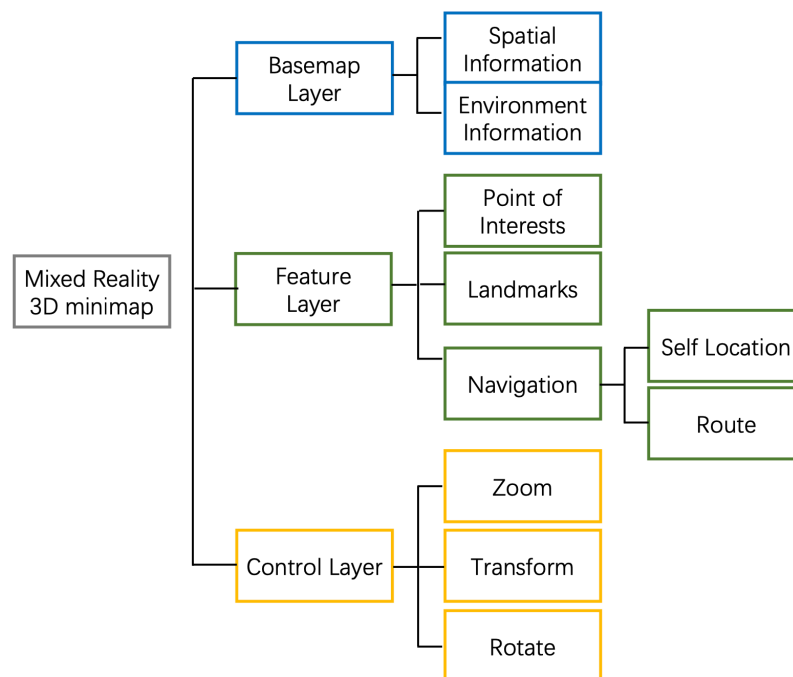 Mixed Reality
3D minimap
Basemap
Layer
Spatial
Information
Environment
Information
Feature
Layer
Point of
Interests
Landmarks
Navigation
Self Location
Route
Control Layer
Zoom
Transform
Rotate